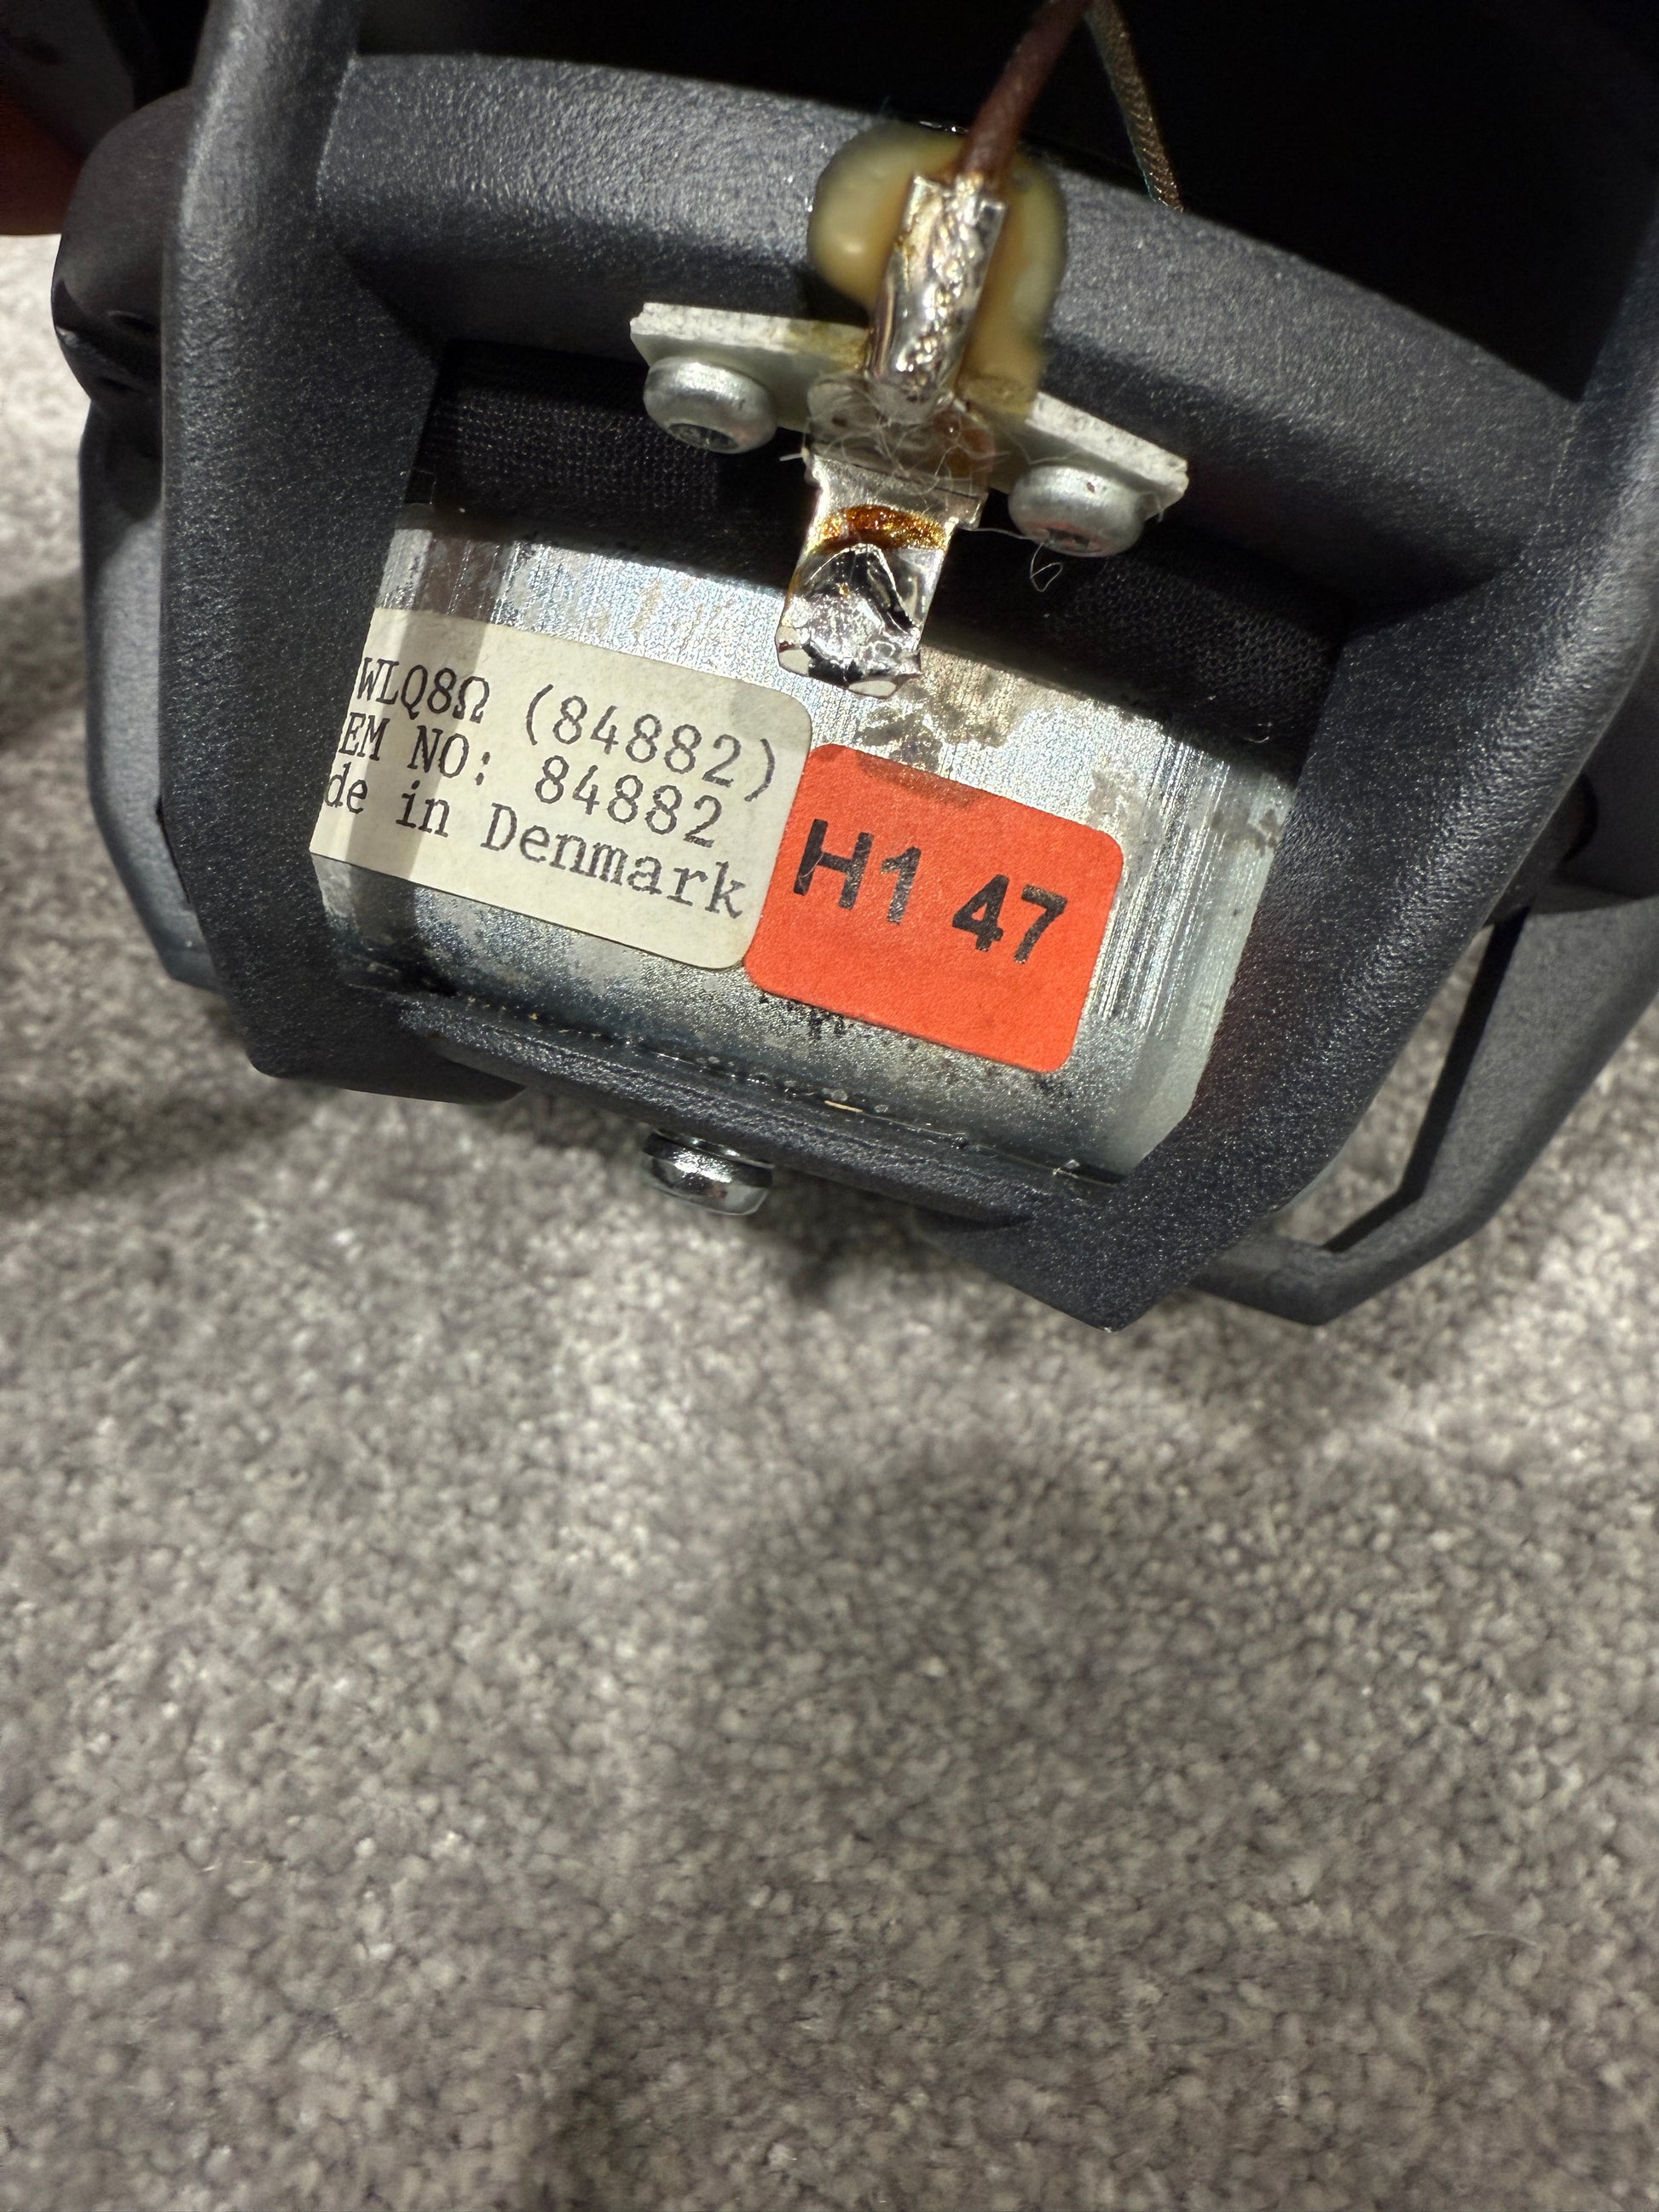 WLQ8Ω (84882)
EM NO: 84882
de in Denmark
H1 47